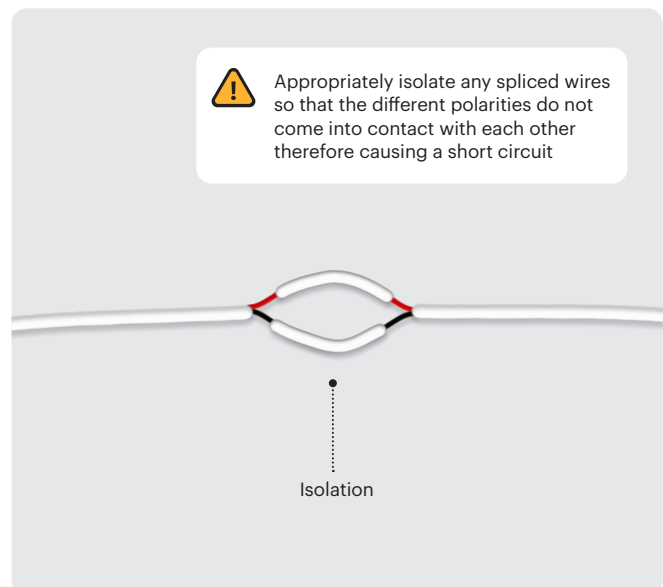 Appropriately isolate any spliced wires
so that the different polarities do not
come into contact with each other
therefore causing a short circuit
Isolation